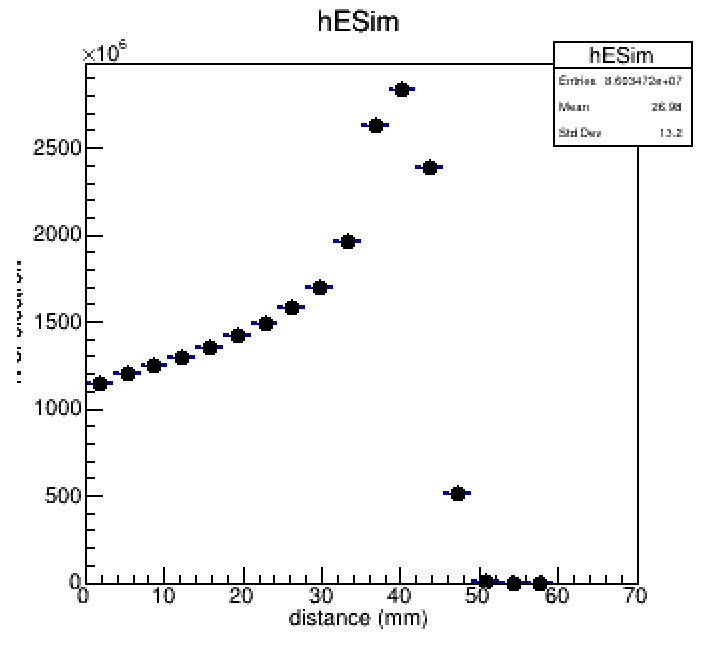 hESim
×10⁶
hESim
Entries 8.603472e+07
Mean 26.98
Std Dev 13.2
2500
2000
1500
1000
500
0
0 10 20 30 40 50 60 70
distance (mm)